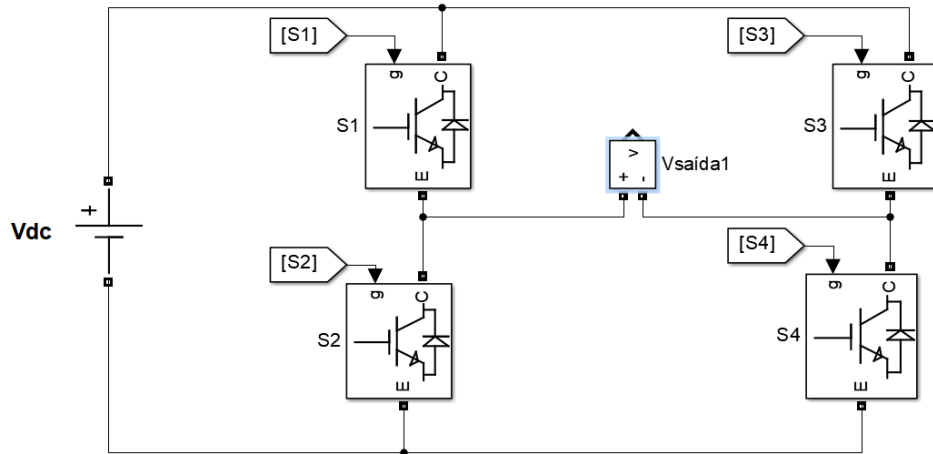 [S1]
g
C
S1
E
[S3]
g
C
S3
E
v
+
-
Vsaída1
+
Vdc
[S2]
g
C
S2
E
[S4]
g
C
S4
E